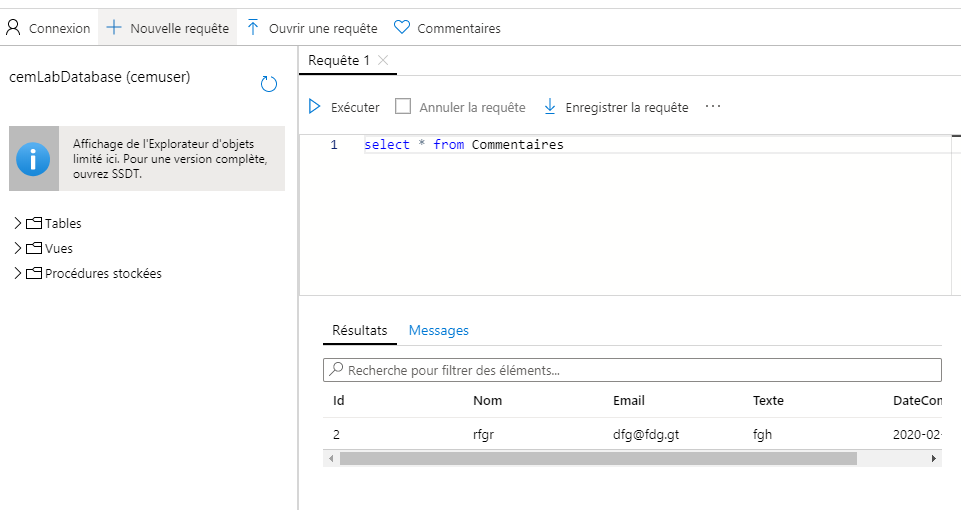 Connexion Nouvelle requête Ouvrir une requête Commentaires
cemLabDatabase (cemuser)
Affichage de l'Explorateur d'objets
limité ici. Pour une version complète,
ouvrez SSDT.
Tables
Vues
Procédures stockées
Requête 1
Exécuter Annuler la requête Enregistrer la requête ...
1 select * from Commentaires
Résultats Messages
Recherche pour filtrer des éléments...
Id Nom Email Texte DateCom
2 rfgr dfg@fdg.gt fgh 2020-02-